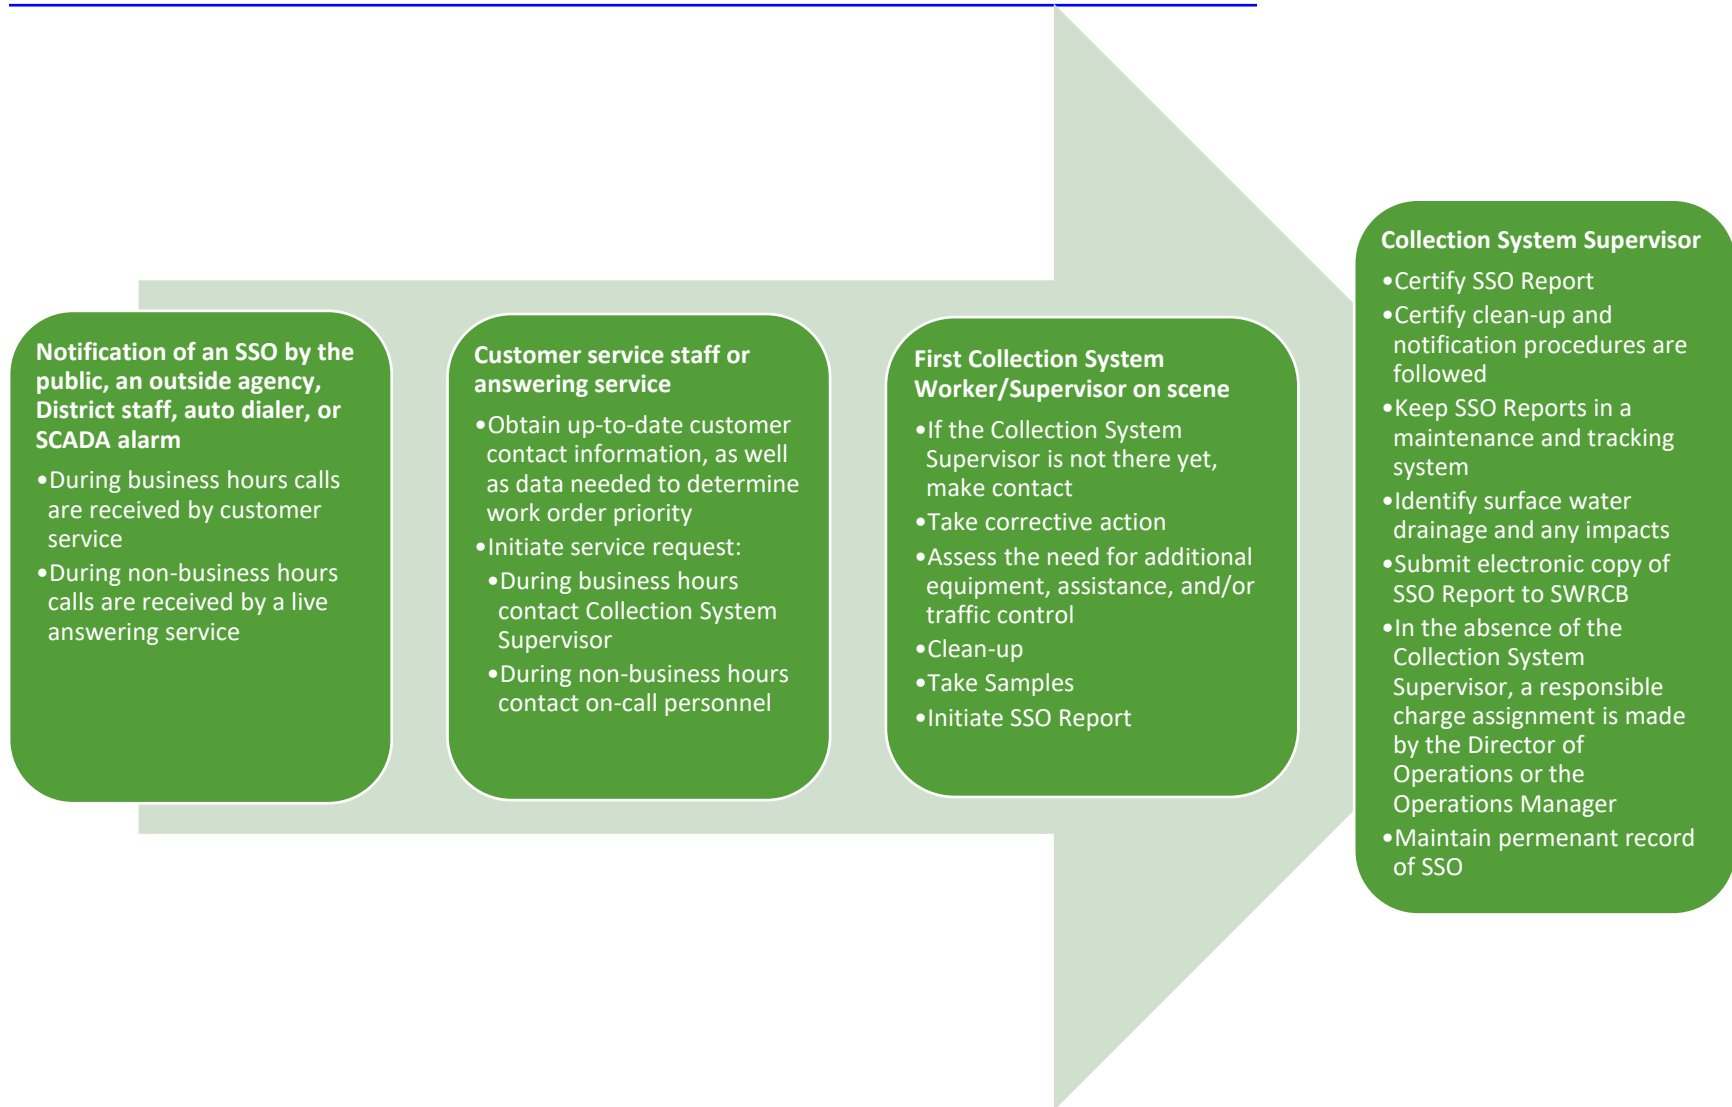 Notification of an SSO by the
public, an outside agency,
District staff, auto dialer, or
SCADA alarm
•During business hours calls
are received by customer
service
•During non-business hours
calls are received by a live
answering service
Customer service staff or
answering service
•Obtain up-to-date customer
contact information, as well
as data needed to determine
work order priority
•Initiate service request:
•During business hours
contact Collection System
Supervisor
•During non-business hours
contact on-call personnel
First Collection System
Worker/Supervisor on scene
•If the Collection System
Supervisor is not there yet,
make contact
•Take corrective action
•Assess the need for additional
equipment, assistance, and/or
traffic control
•Clean-up
•Take Samples
•Initiate SSO Report
Collection System Supervisor
•Certify SSO Report
•Certify clean-up and
notification procedures are
followed
•Keep SSO Reports in a
maintenance and tracking
system
•Identify surface water
drainage and any impacts
•Submit electronic copy of
SSO Report to SWRCB
•In the absence of the
Collection System
Supervisor, a responsible
charge assignment is made
by the Director of
Operations or the
Operations Manager
•Maintain permenant record
of SSO